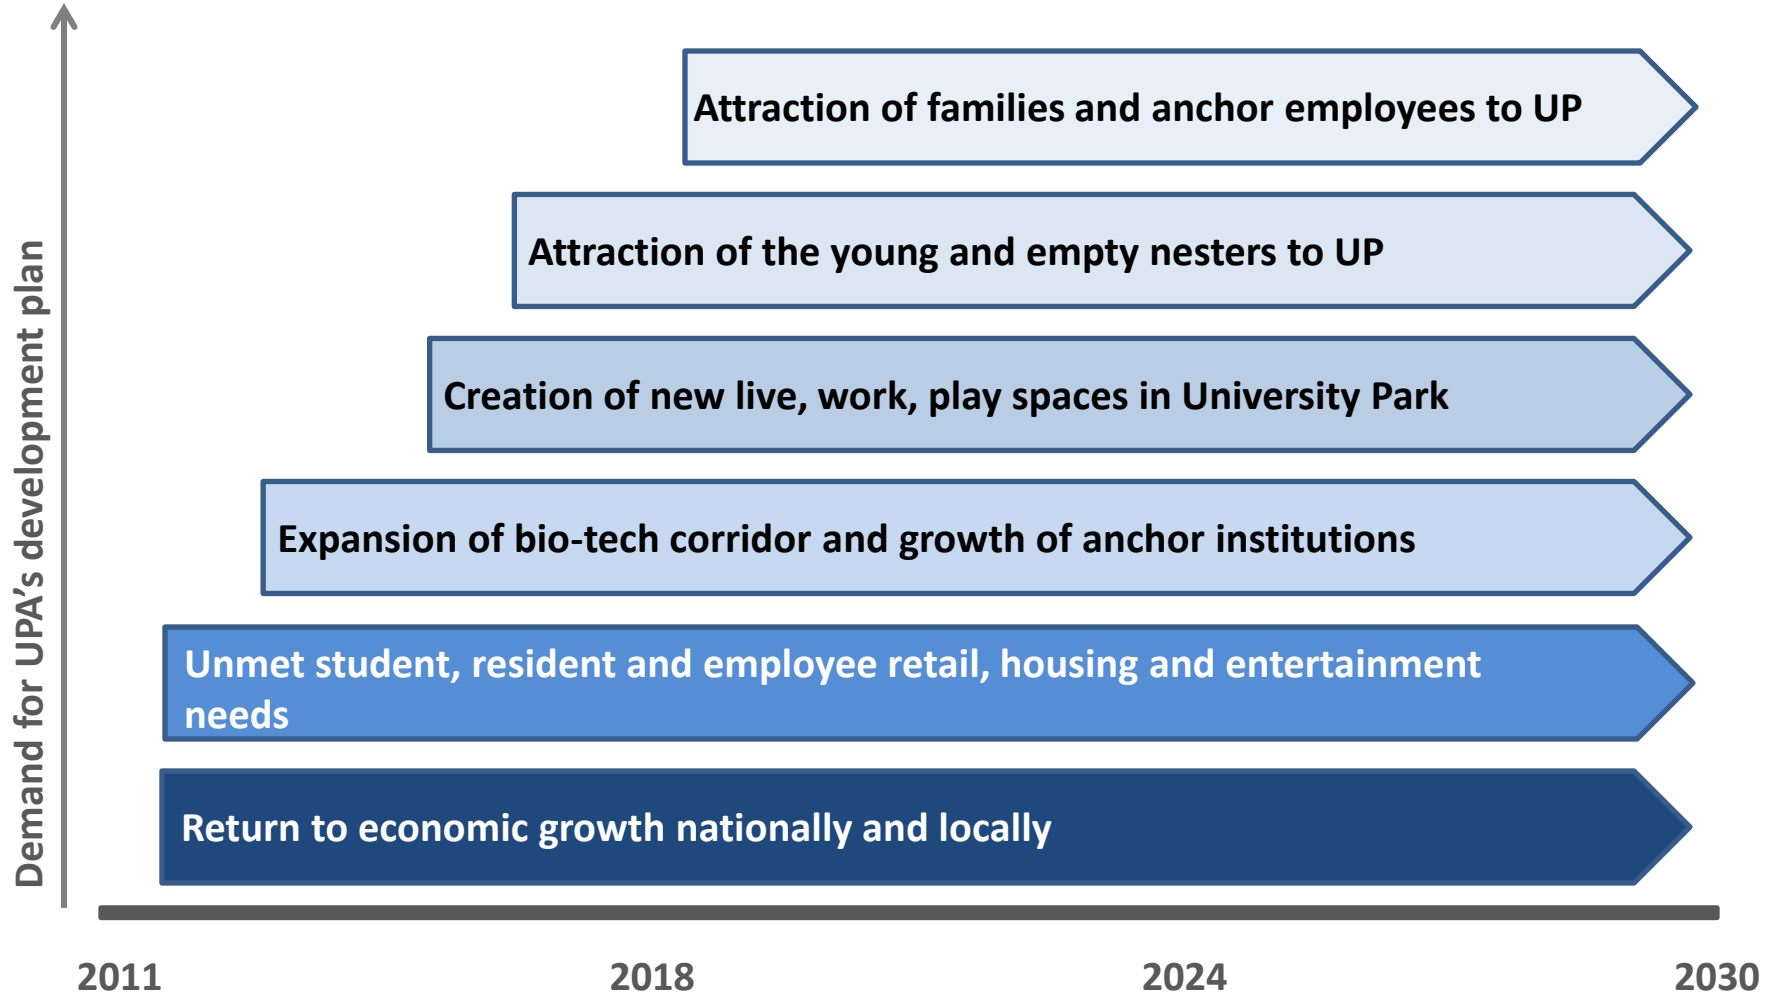 Demand for UPA’s development plan
Attraction of families and anchor employees to UP
Attraction of the young and empty nesters to UP
Creation of new live, work, play spaces in University Park
Expansion of bio-tech corridor and growth of anchor institutions
Unmet student, resident and employee retail, housing and entertainment
needs
Return to economic growth nationally and locally
2011 2018 2024 2030